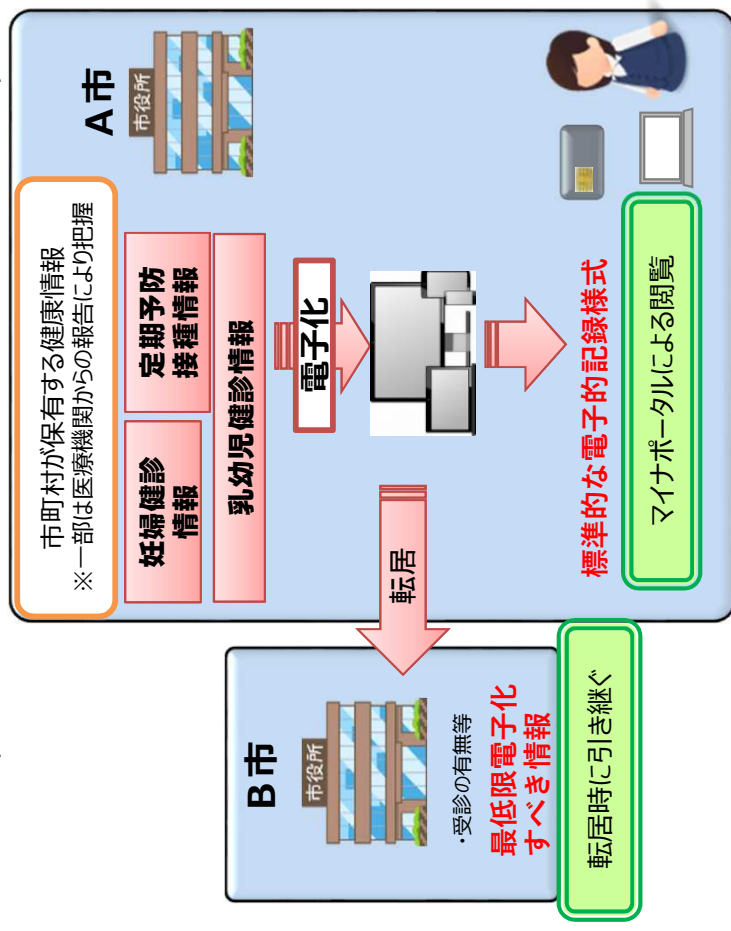 市町村が保有する健康情報
※一部は医療機関からの報告により把握
A市
市役所
妊婦健診
情報
定期予防
接種情報
乳幼児健診情報
電子化
標準的な電子的記録様式
マイナポータルによる閲覧
転居
B市
市役所
・受診の有無等
最低限電子化
すべき情報
転居時に引き継ぐ